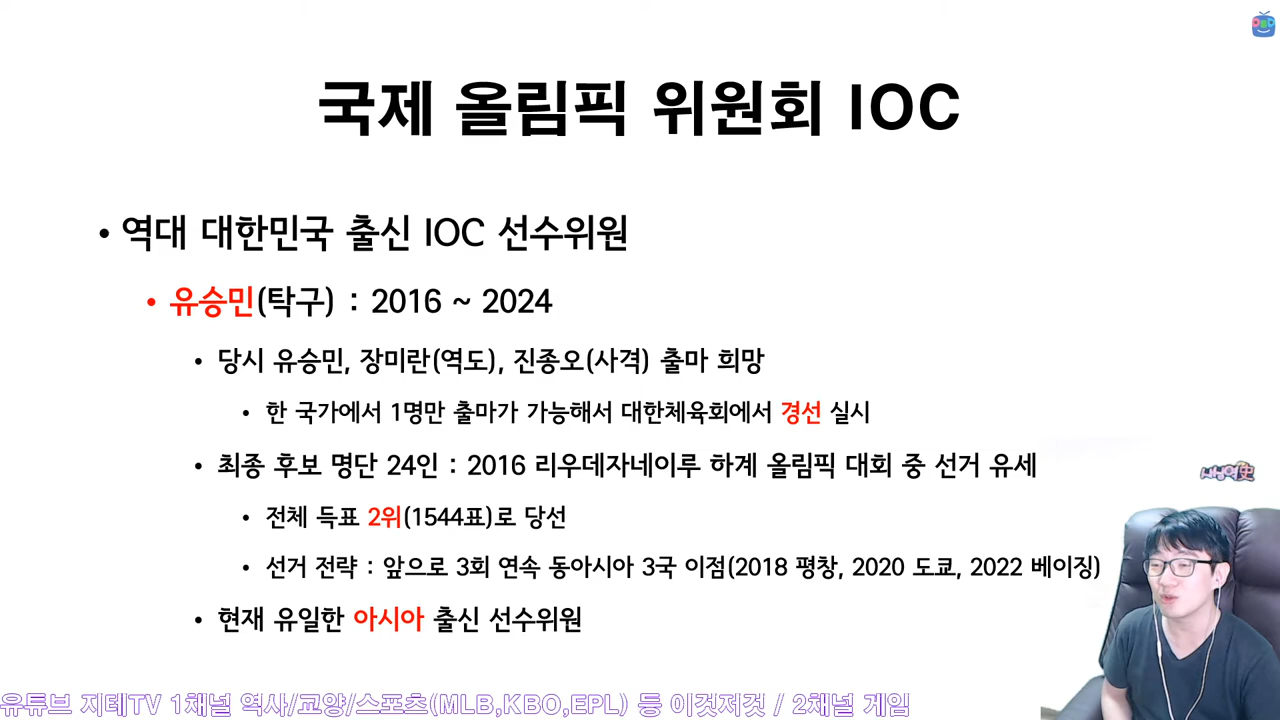 국제 올림픽 위원회 IOC
• 역대 대한민국 출신 IOC 선수위원
• 유승민(탁구) : 2016 ~ 2024
• 당시 유승민, 장미란(역도), 진종오(사격) 출마 희망
• 한 국가에서 1명만 출마가 가능해서 대한체육회에서 경선 실시
• 최종 후보 명단 24인 : 2016 리우데자네이루 하계 올림픽 대회 중 선거 유세
• 전체 득표 2위(1544표)로 당선
• 선거 전략 : 앞으로 3회 연속 동아시아 3국 이점(2018 평창, 2020 도쿄, 2022 베이징)
• 현재 유일한 아시아 출신 선수위원
유튜브 지테TV 1채널 역사/교양/스포츠(MLB,KBO,EPL) 등 이것저것 / 2채널 게임